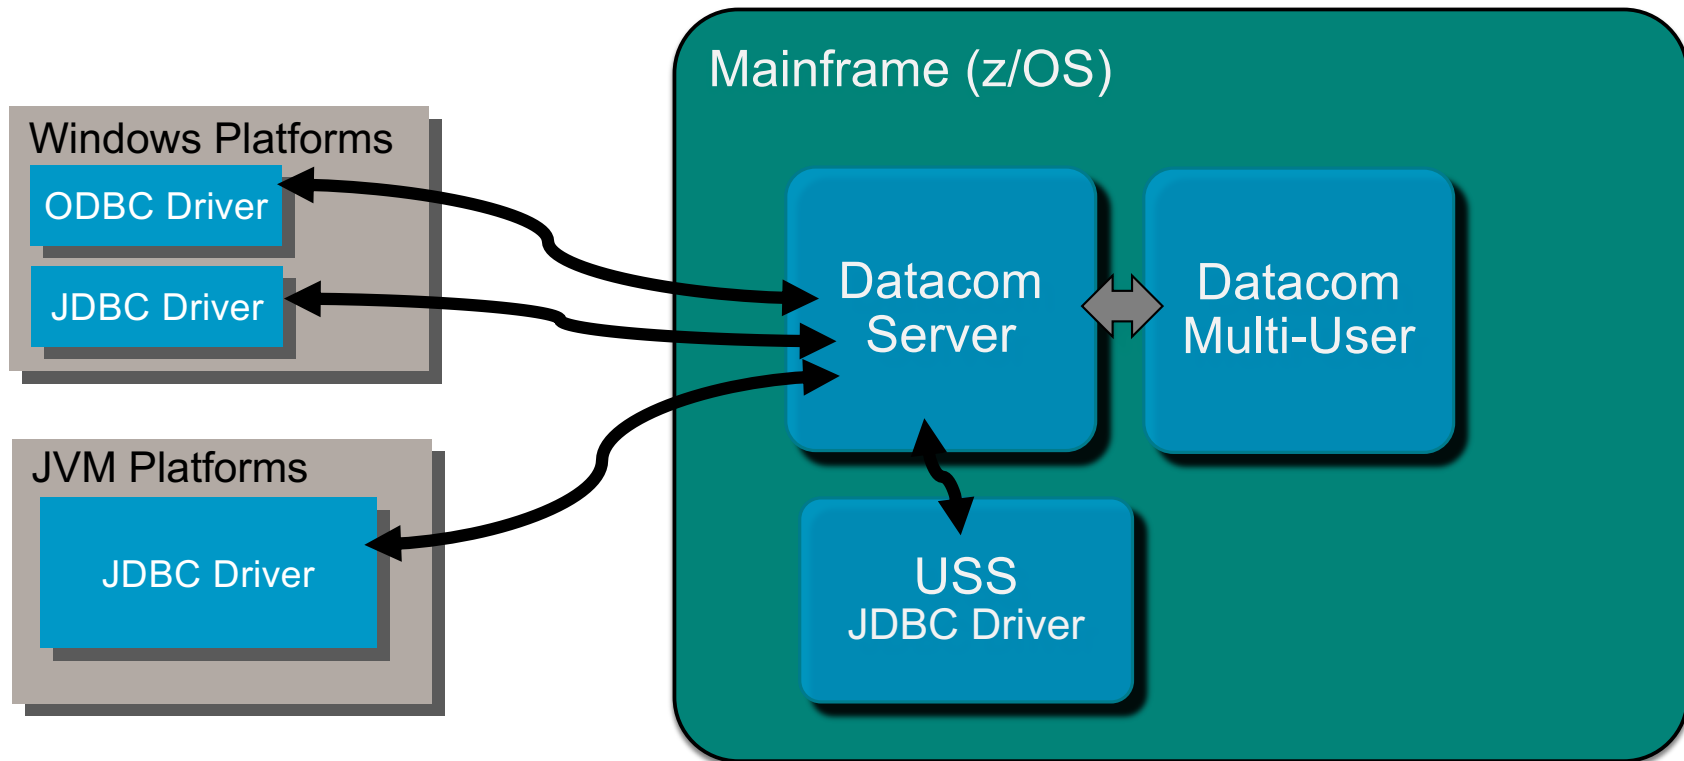 Mainframe (z/OS)
Windows Platforms
ODBC Driver
JDBC Driver
JVM Platforms
JDBC Driver
Datacom
Server
Datacom
Multi-User
USS
JDBC Driver